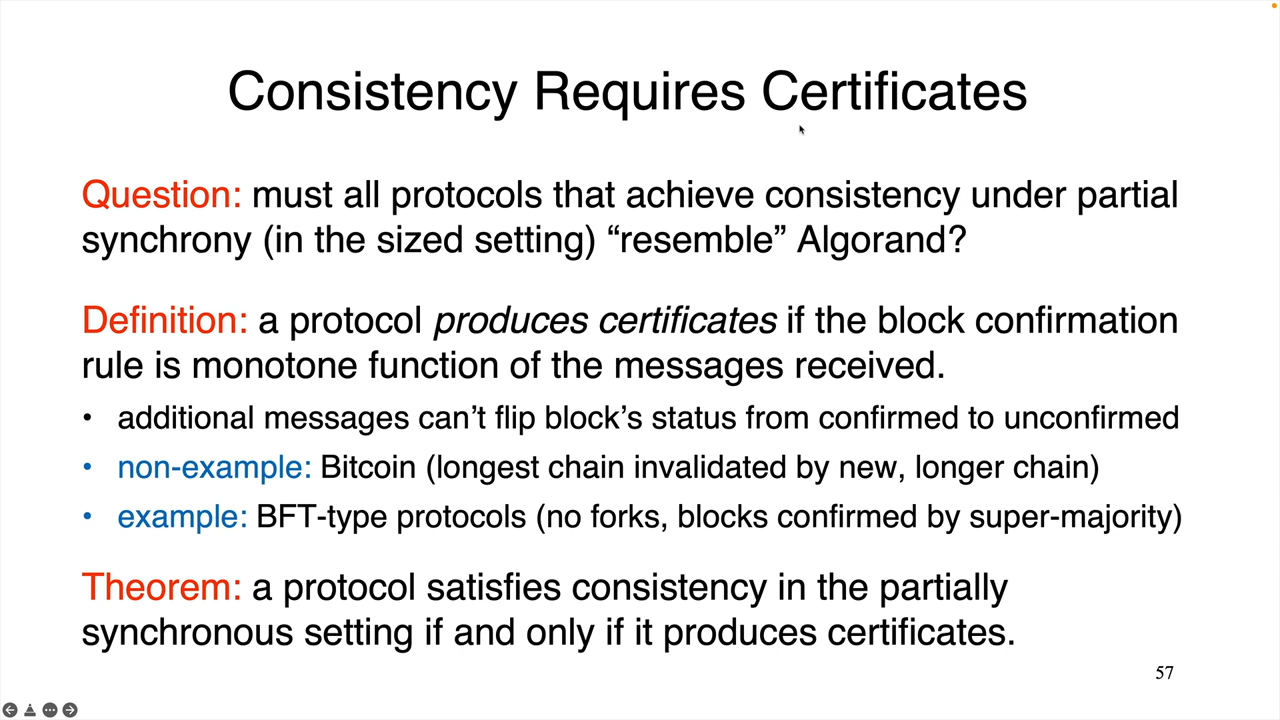 Consistency Requires Certificates
Question: must all protocols that achieve consistency under partial
synchrony (in the sized setting) “resemble” Algorand?
Definition: a protocol produces certificates if the block confirmation
rule is monotone function of the messages received.
• additional messages can’t flip block’s status from confirmed to unconfirmed
• non-example: Bitcoin (longest chain invalidated by new, longer chain)
• example: BFT-type protocols (no forks, blocks confirmed by super-majority)
Theorem: a protocol satisfies consistency in the partially
synchronous setting if and only if it produces certificates.
57